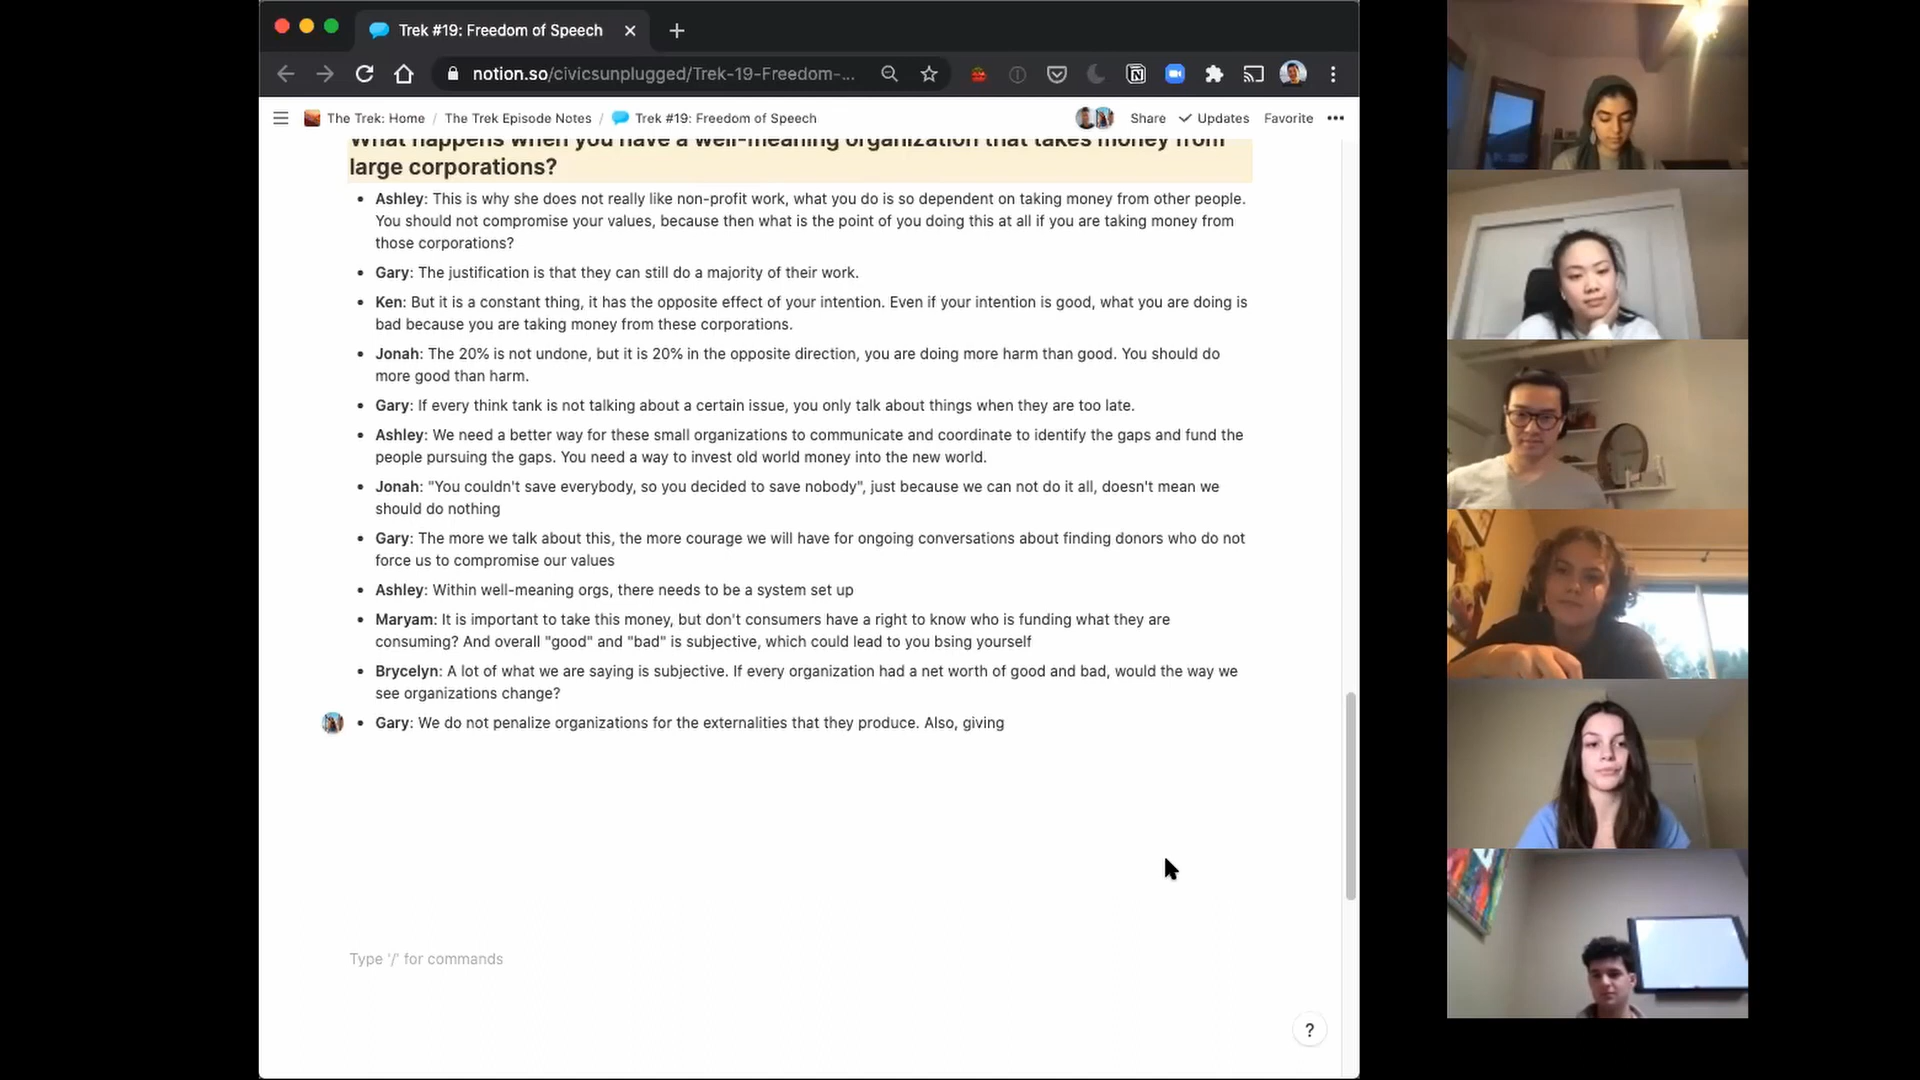 Trek #19: Freedom of Speech
notion.so/civicsunplugged/Trek-19-Freedom-...
The Trek: Home / The Trek Episode Notes / Trek #19: Freedom of Speech
Share Updates Favorite
What happens when you have a well-meaning organization that takes money from
large corporations?
Ashley: This is why she does not really like non-profit work, what you do is so dependent on taking money from other people.
You should not compromise your values, because then what is the point of you doing this at all if you are taking money from
those corporations?
Gary: The justification is that they can still do a majority of their work.
Ken: But it is a constant thing, it has the opposite effect of your intention. Even if your intention is good, what you are doing is
bad because you are taking money from these corporations.
Jonah: The 20% is not undone, but it is 20% in the opposite direction, you are doing more harm than good. You should do
more good than harm.
Gary: If every think tank is not talking about a certain issue, you only talk about things when they are too late.
Ashley: We need a better way for these small organizations to communicate and coordinate to identify the gaps and fund the
people pursuing the gaps. You need a way to invest old world money into the new world.
Jonah: "You couldn't save everybody, so you decided to save nobody", just because we can not do it all, doesn't mean we
should do nothing
Gary: The more we talk about this, the more courage we will have for ongoing conversations about finding donors who do not
force us to compromise our values
Ashley: Within well-meaning orgs, there needs to be a system set up
Maryam: It is important to take this money, but don't consumers have a right to know who is funding what they are
consuming? And overall "good" and "bad" is subjective, which could lead to you bsing yourself
Brycelyn: A lot of what we are saying is subjective. If every organization had a net worth of good and bad, would the way we
see organizations change?
Gary: We do not penalize organizations for the externalities that they produce. Also, giving
Type '/' for commands
?